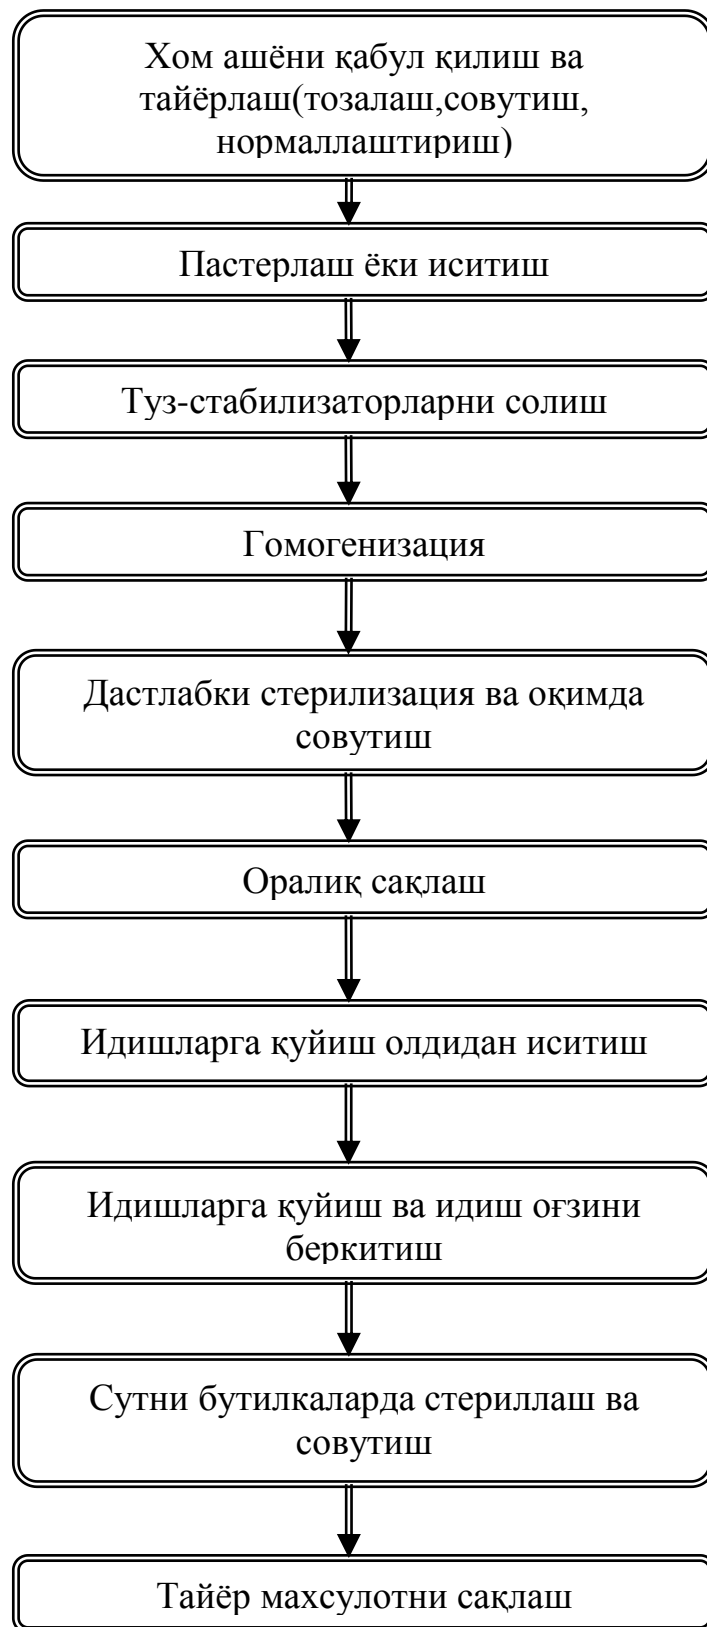 Хом ашёни қабул қилиш ва
тайёрлаш(тозалаш,совутиш,
нормаллаштириш)
Пастерлаш ёки иситиш
Туз-стабилизаторларни солиш
Гомогенизация
Дастлабки стерилизация ва оқимда
совутиш
Оралиқ сақлаш
Идишларга қуйиш олдидан иситиш
Идишларга қуйиш ва идиш оғзини
беркитиш
Сутни бутилкаларда стериллаш ва
совутиш
Тайёр махсулотни сақлаш